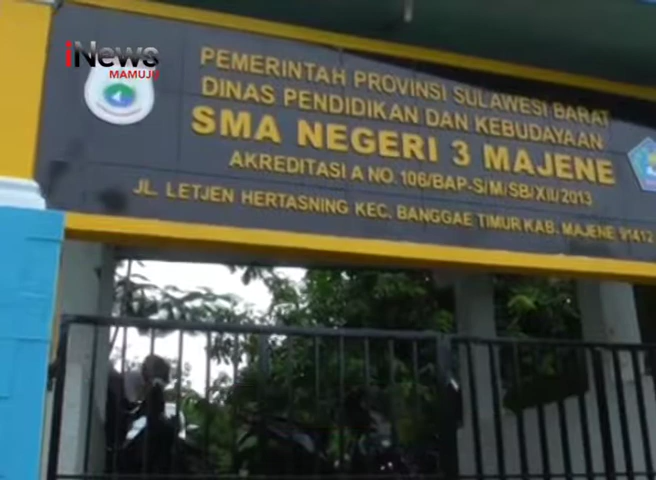 iNews
MAMUJU
PEMERINTAH PROVINSI SULAWESI BARAT
DINAS PENDIDIKAN DAN KEBUDAYAAN
SMA NEGERI 3 MAJENE
AKREDITASI A NO. 106/BAP-S/M/SB/XII/2013
JL. LETJEN HERTASNING KEC. BANGGAE TIMUR KAB. MAJENE 91412